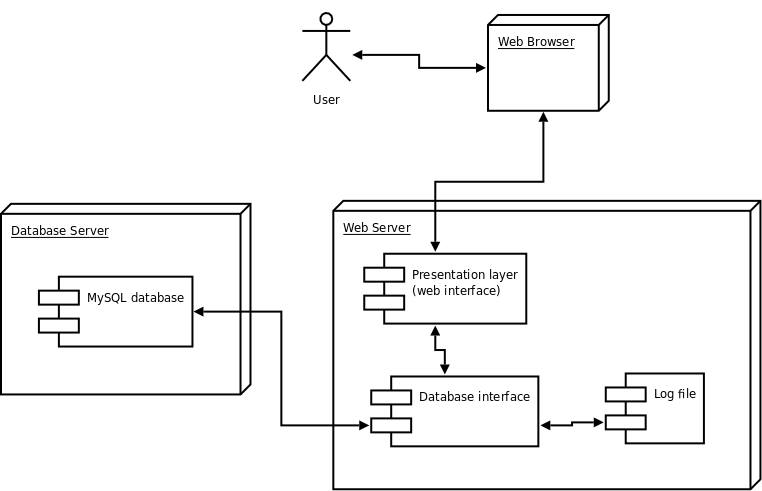 User
Web Browser
Database Server
MySQL database
Web Server
Presentation layer
(web interface)
Database interface
Log file